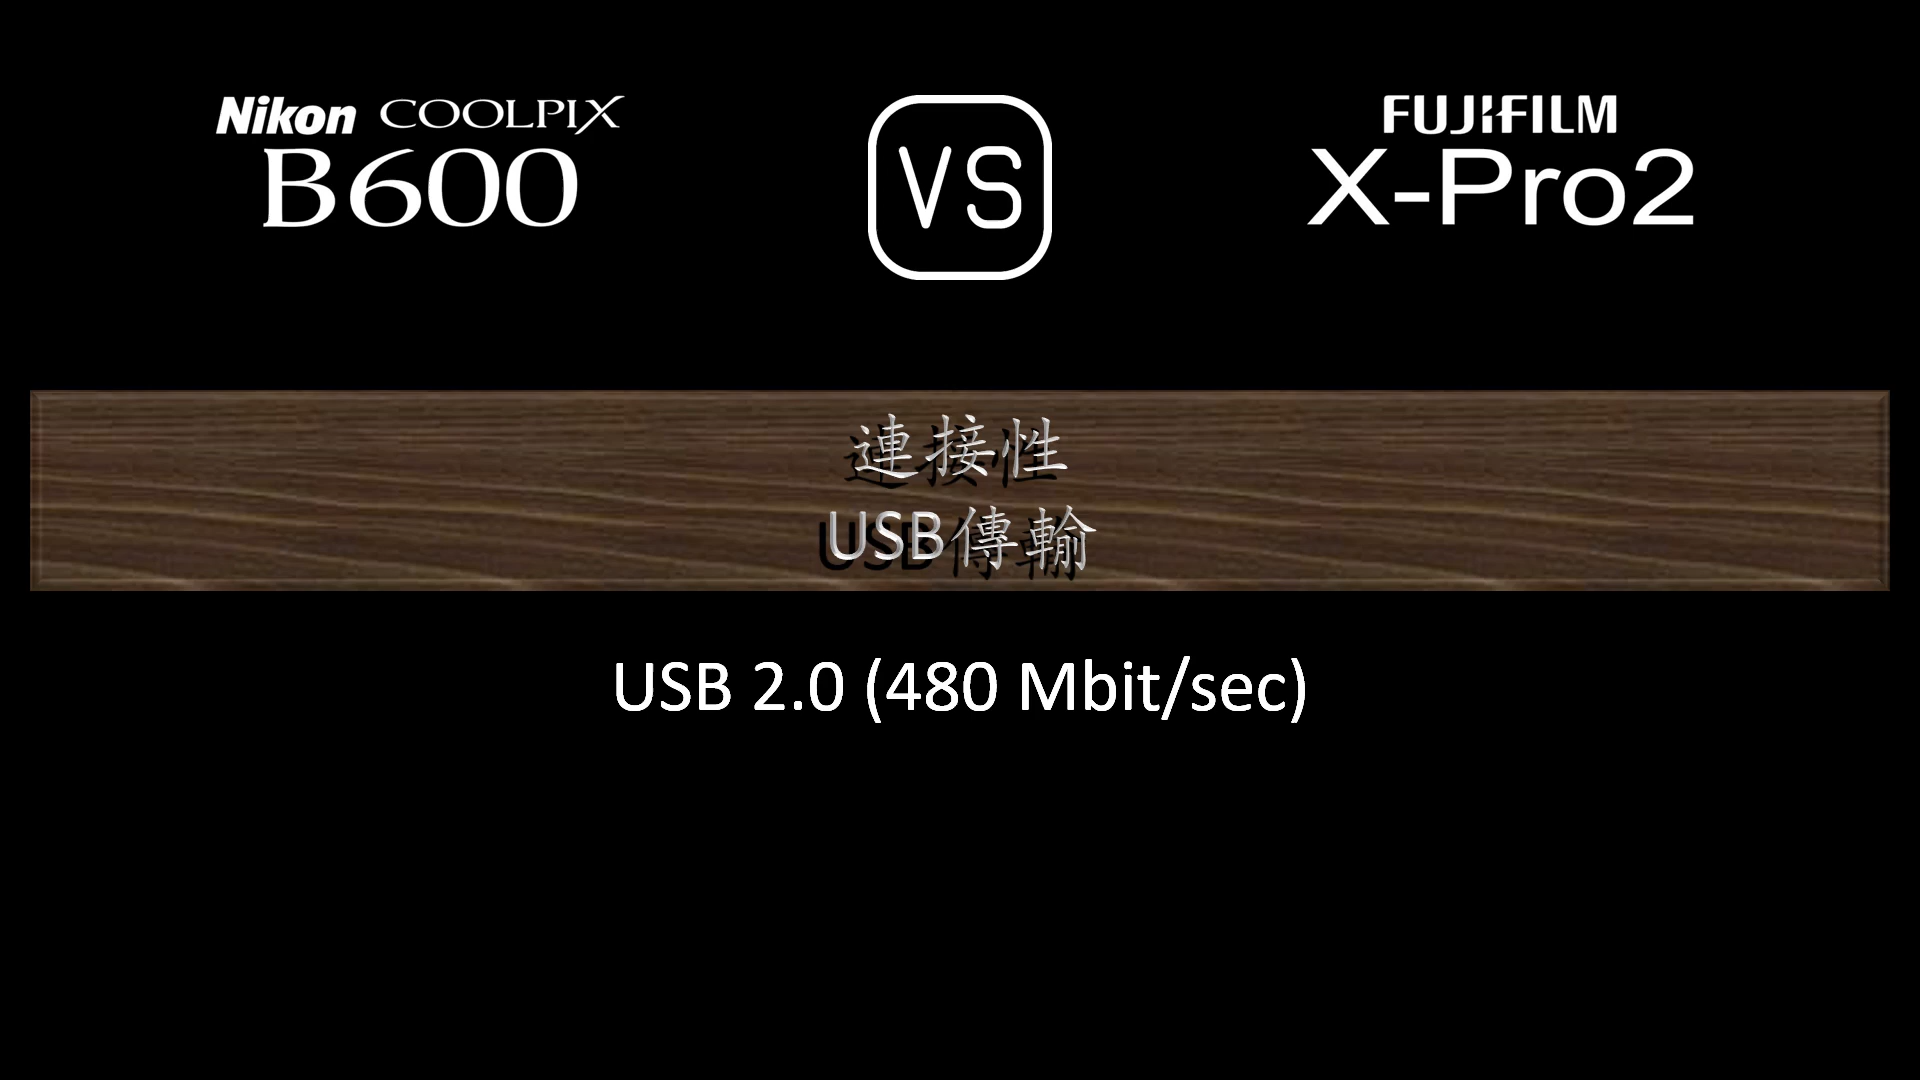 Nikon COOLPIX
B600
VS
FUJIFILM
X-Pro2
連接性
USB傳輸
USB 2.0 (480 Mbit/sec)